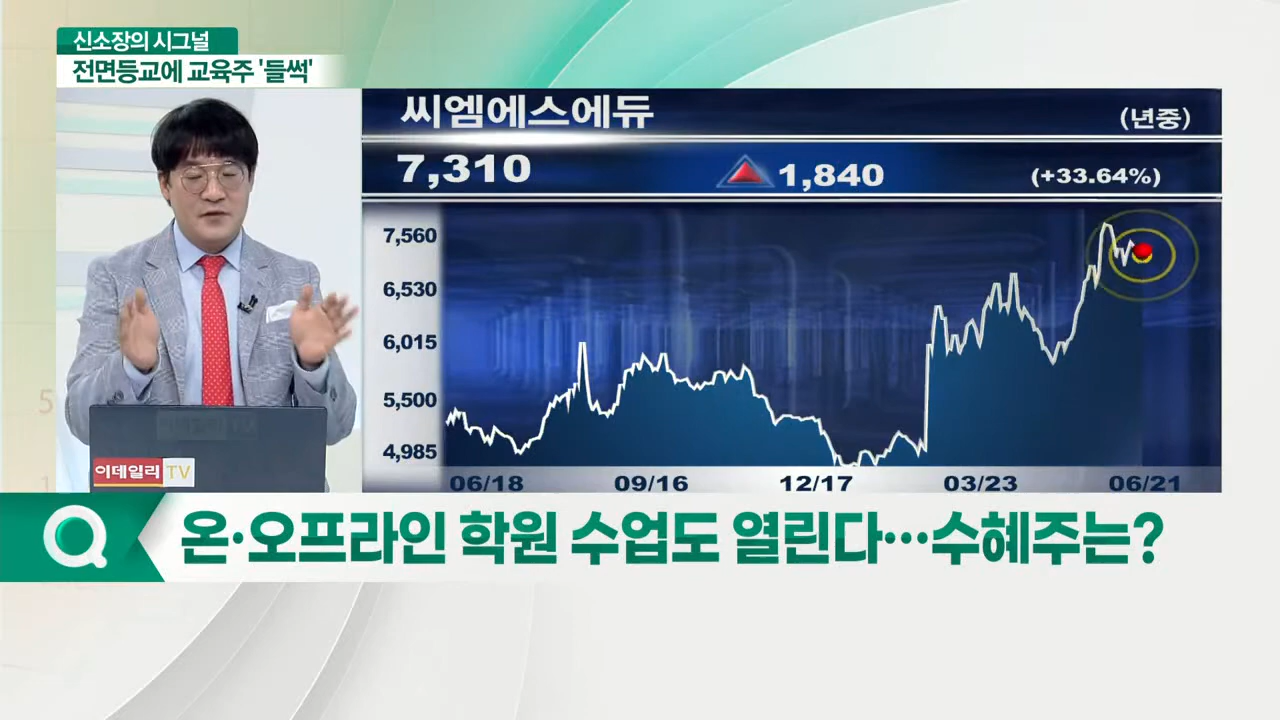 신소장의 시그널
전면등교에 교육주 '들썩'
씨엠에스에듀
(년중)
7,310
1,840
(+33.64%)
7,560
6,530
6,015
5,500
4,985
06/18
09/16
12/17
03/23
06/21
이데일리 TV
온·오프라인 학원 수업도 열린다…수혜주는?